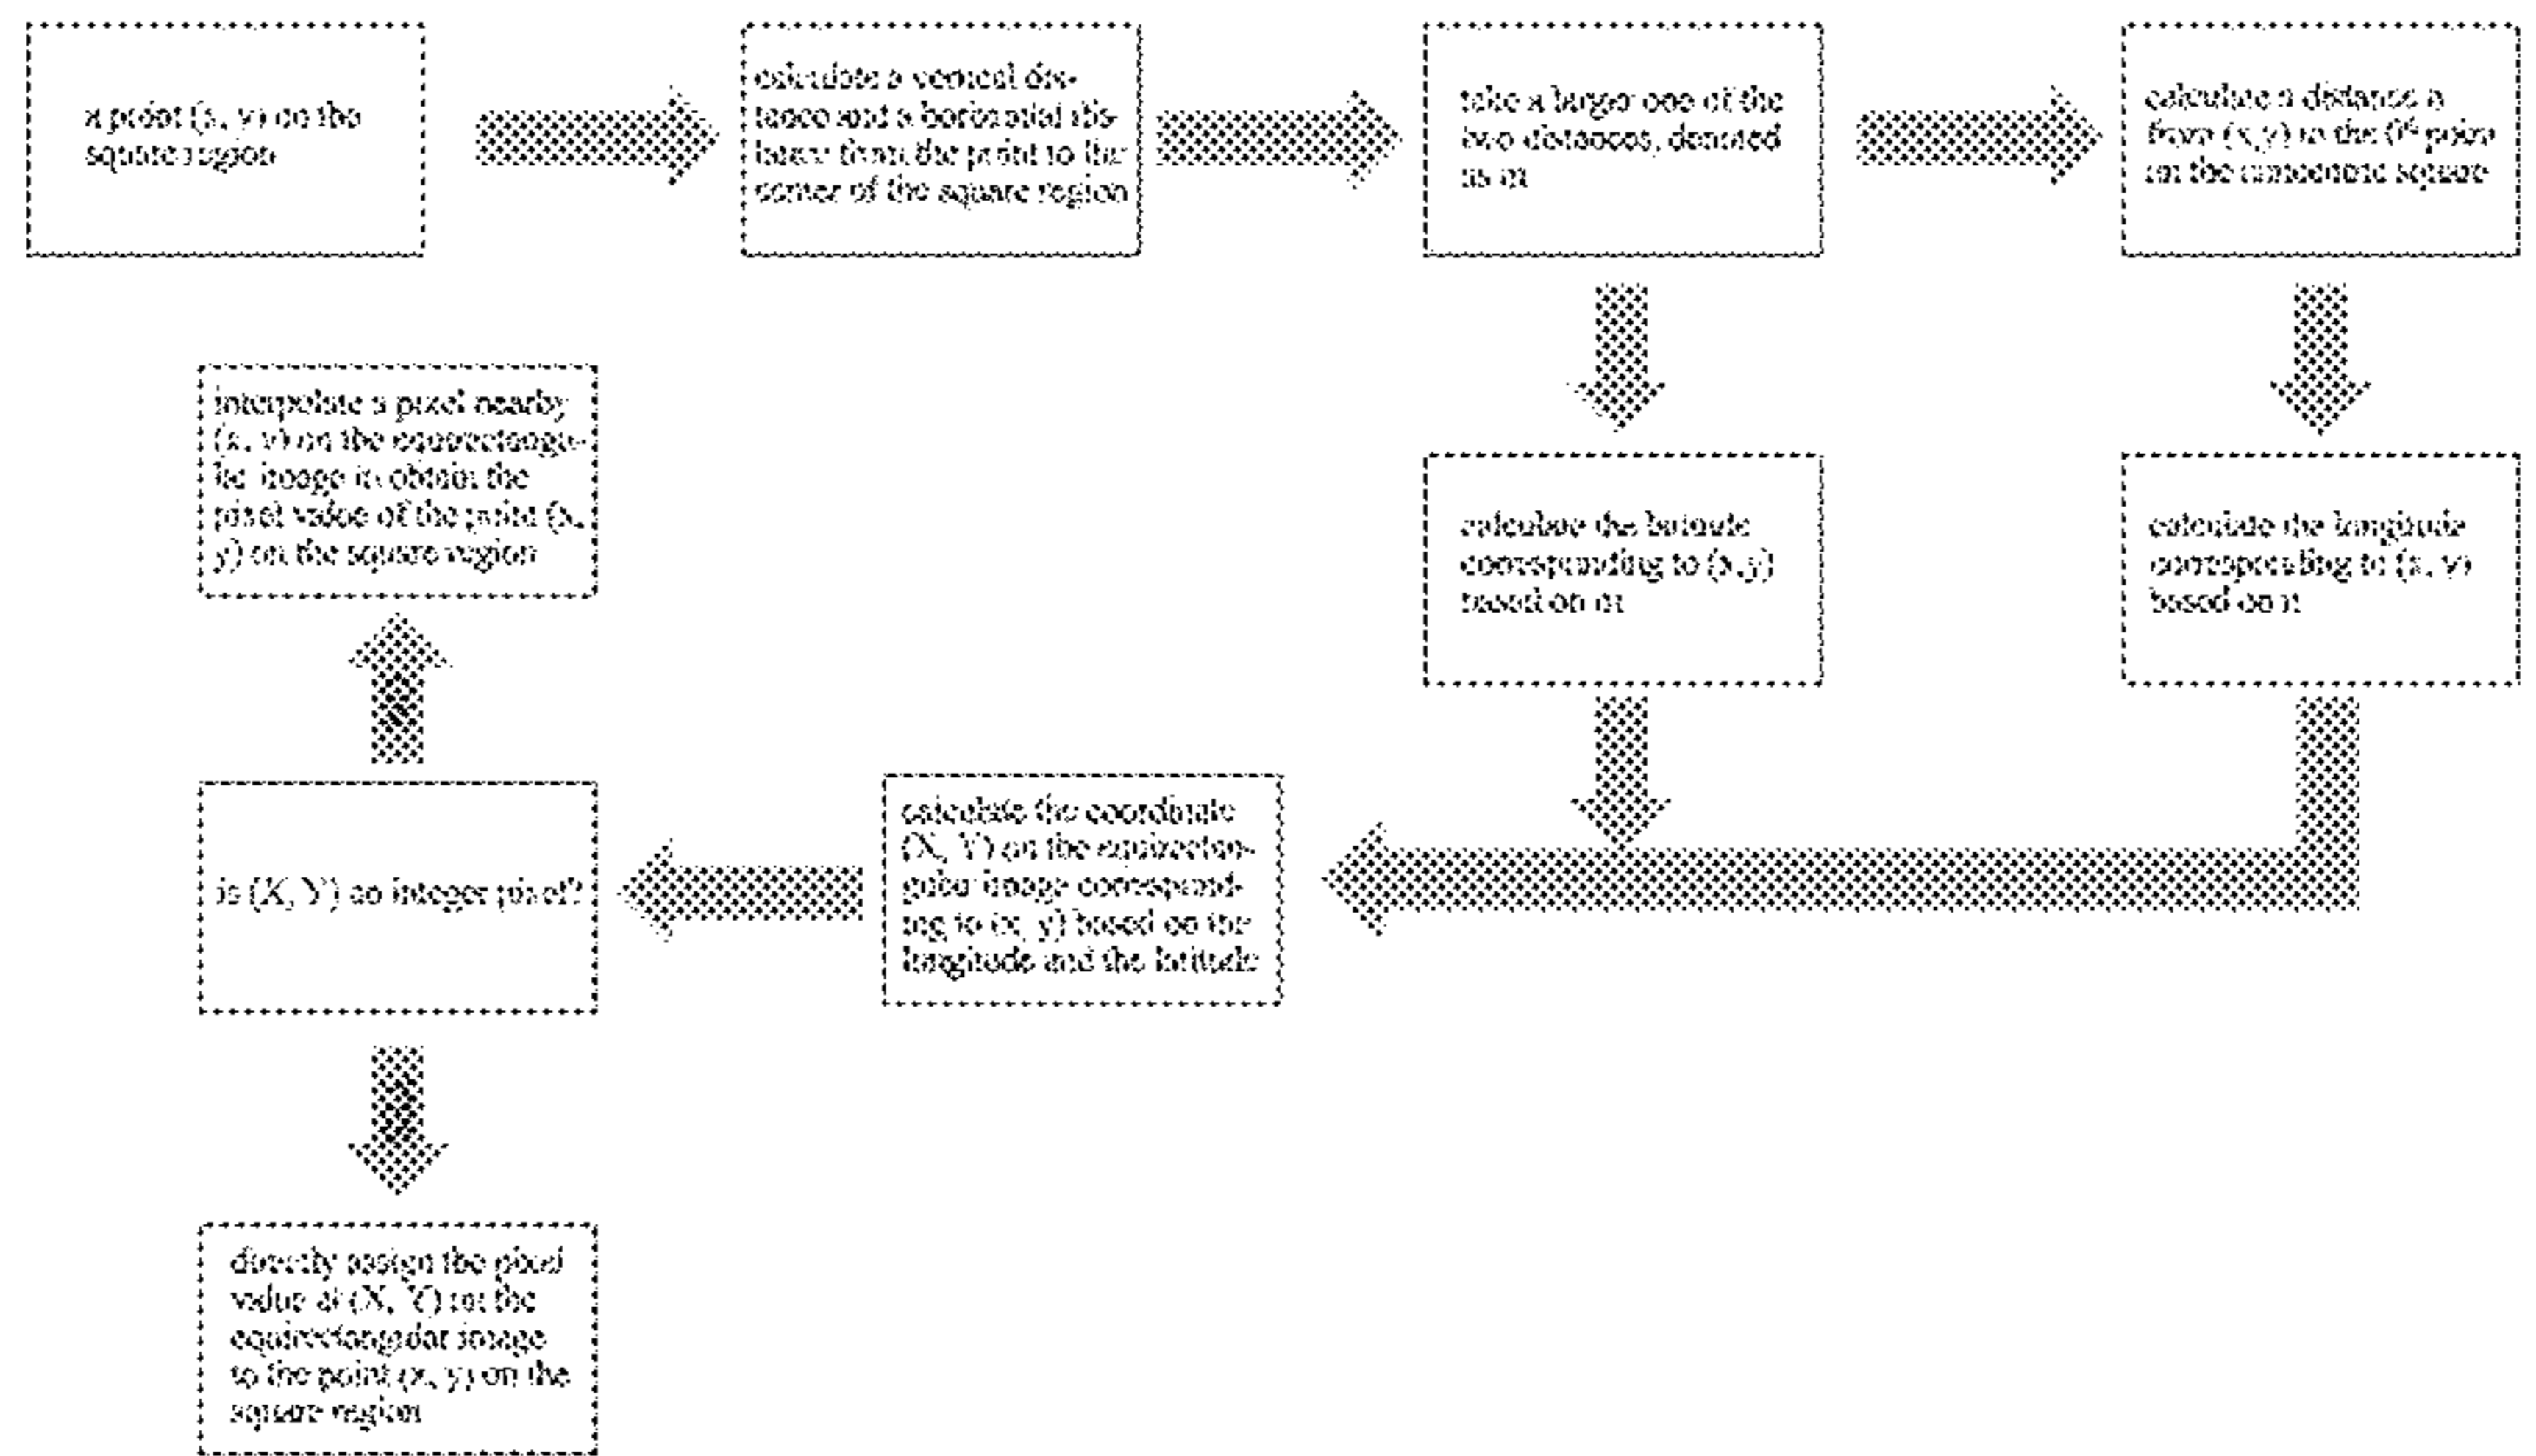 a point (x, y) on the
square region
calculate a vertical dis-
tance and a horizontal dis-
tance from the point to the
corner of the square region
take a larger one of the
two distances, denoted
as m
calculate a distance n
from (x,y) to the 0th point
on the concentric square
calculate the latitude
corresponding to (x,y)
based on m
calculate the longitude
corresponding to (x, y)
based on n
calculate the coordinate
(X, Y) on the equirectan-
gular image correspond-
ing to (x, y) based on the
longitude and the latitude
is (X, Y) an integer pixel?
interpolate a pixel nearby
(x, y) on the equirectangu-
lar image to obtain the
pixel value of the point (x,
y) on the square region
directly assign the pixel
value at (X, Y) on the
equirectangular image
to the point (x, y) on the
square region